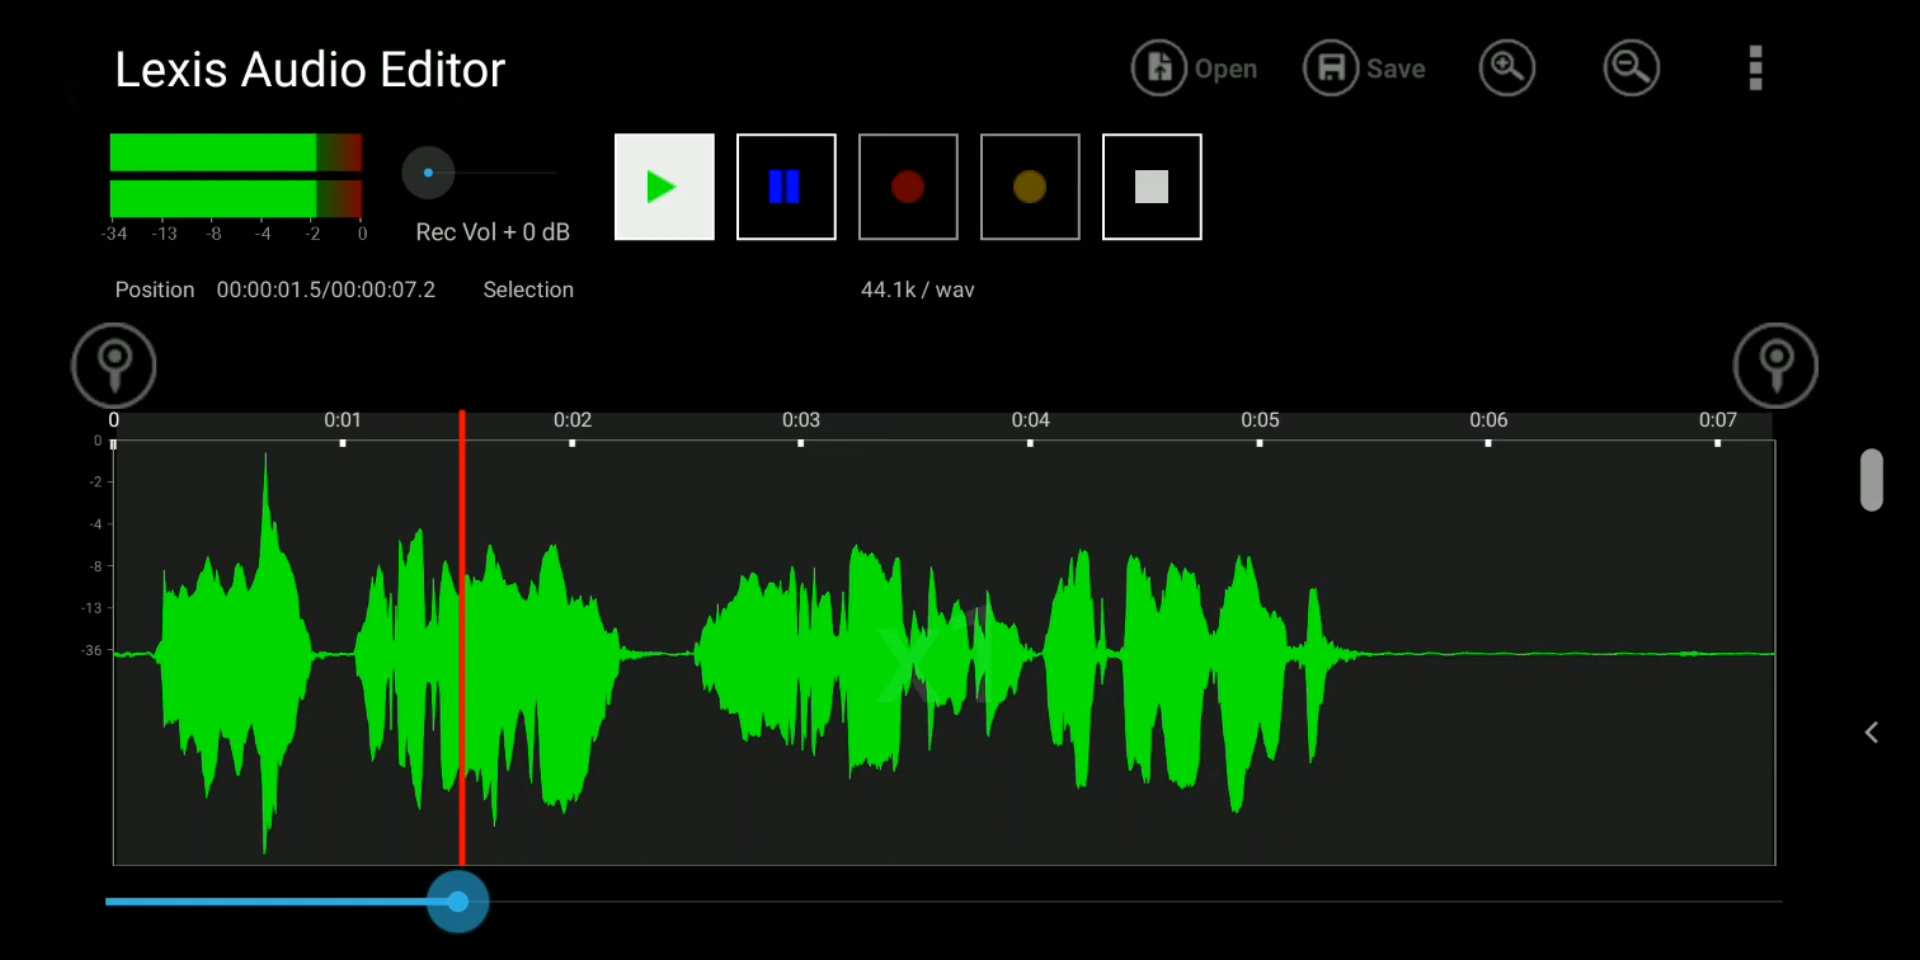 Lexis Audio Editor
Open
Save
-34 -13 -8 -4 -2 0
Rec Vol + 0 dB
Position 00:00:01.5/00:00:07.2 Selection 44.1k / wav
0 0:01 0:02 0:03 0:04 0:05 0:06 0:07
0
-2
-4
-8
-13
-36
x1